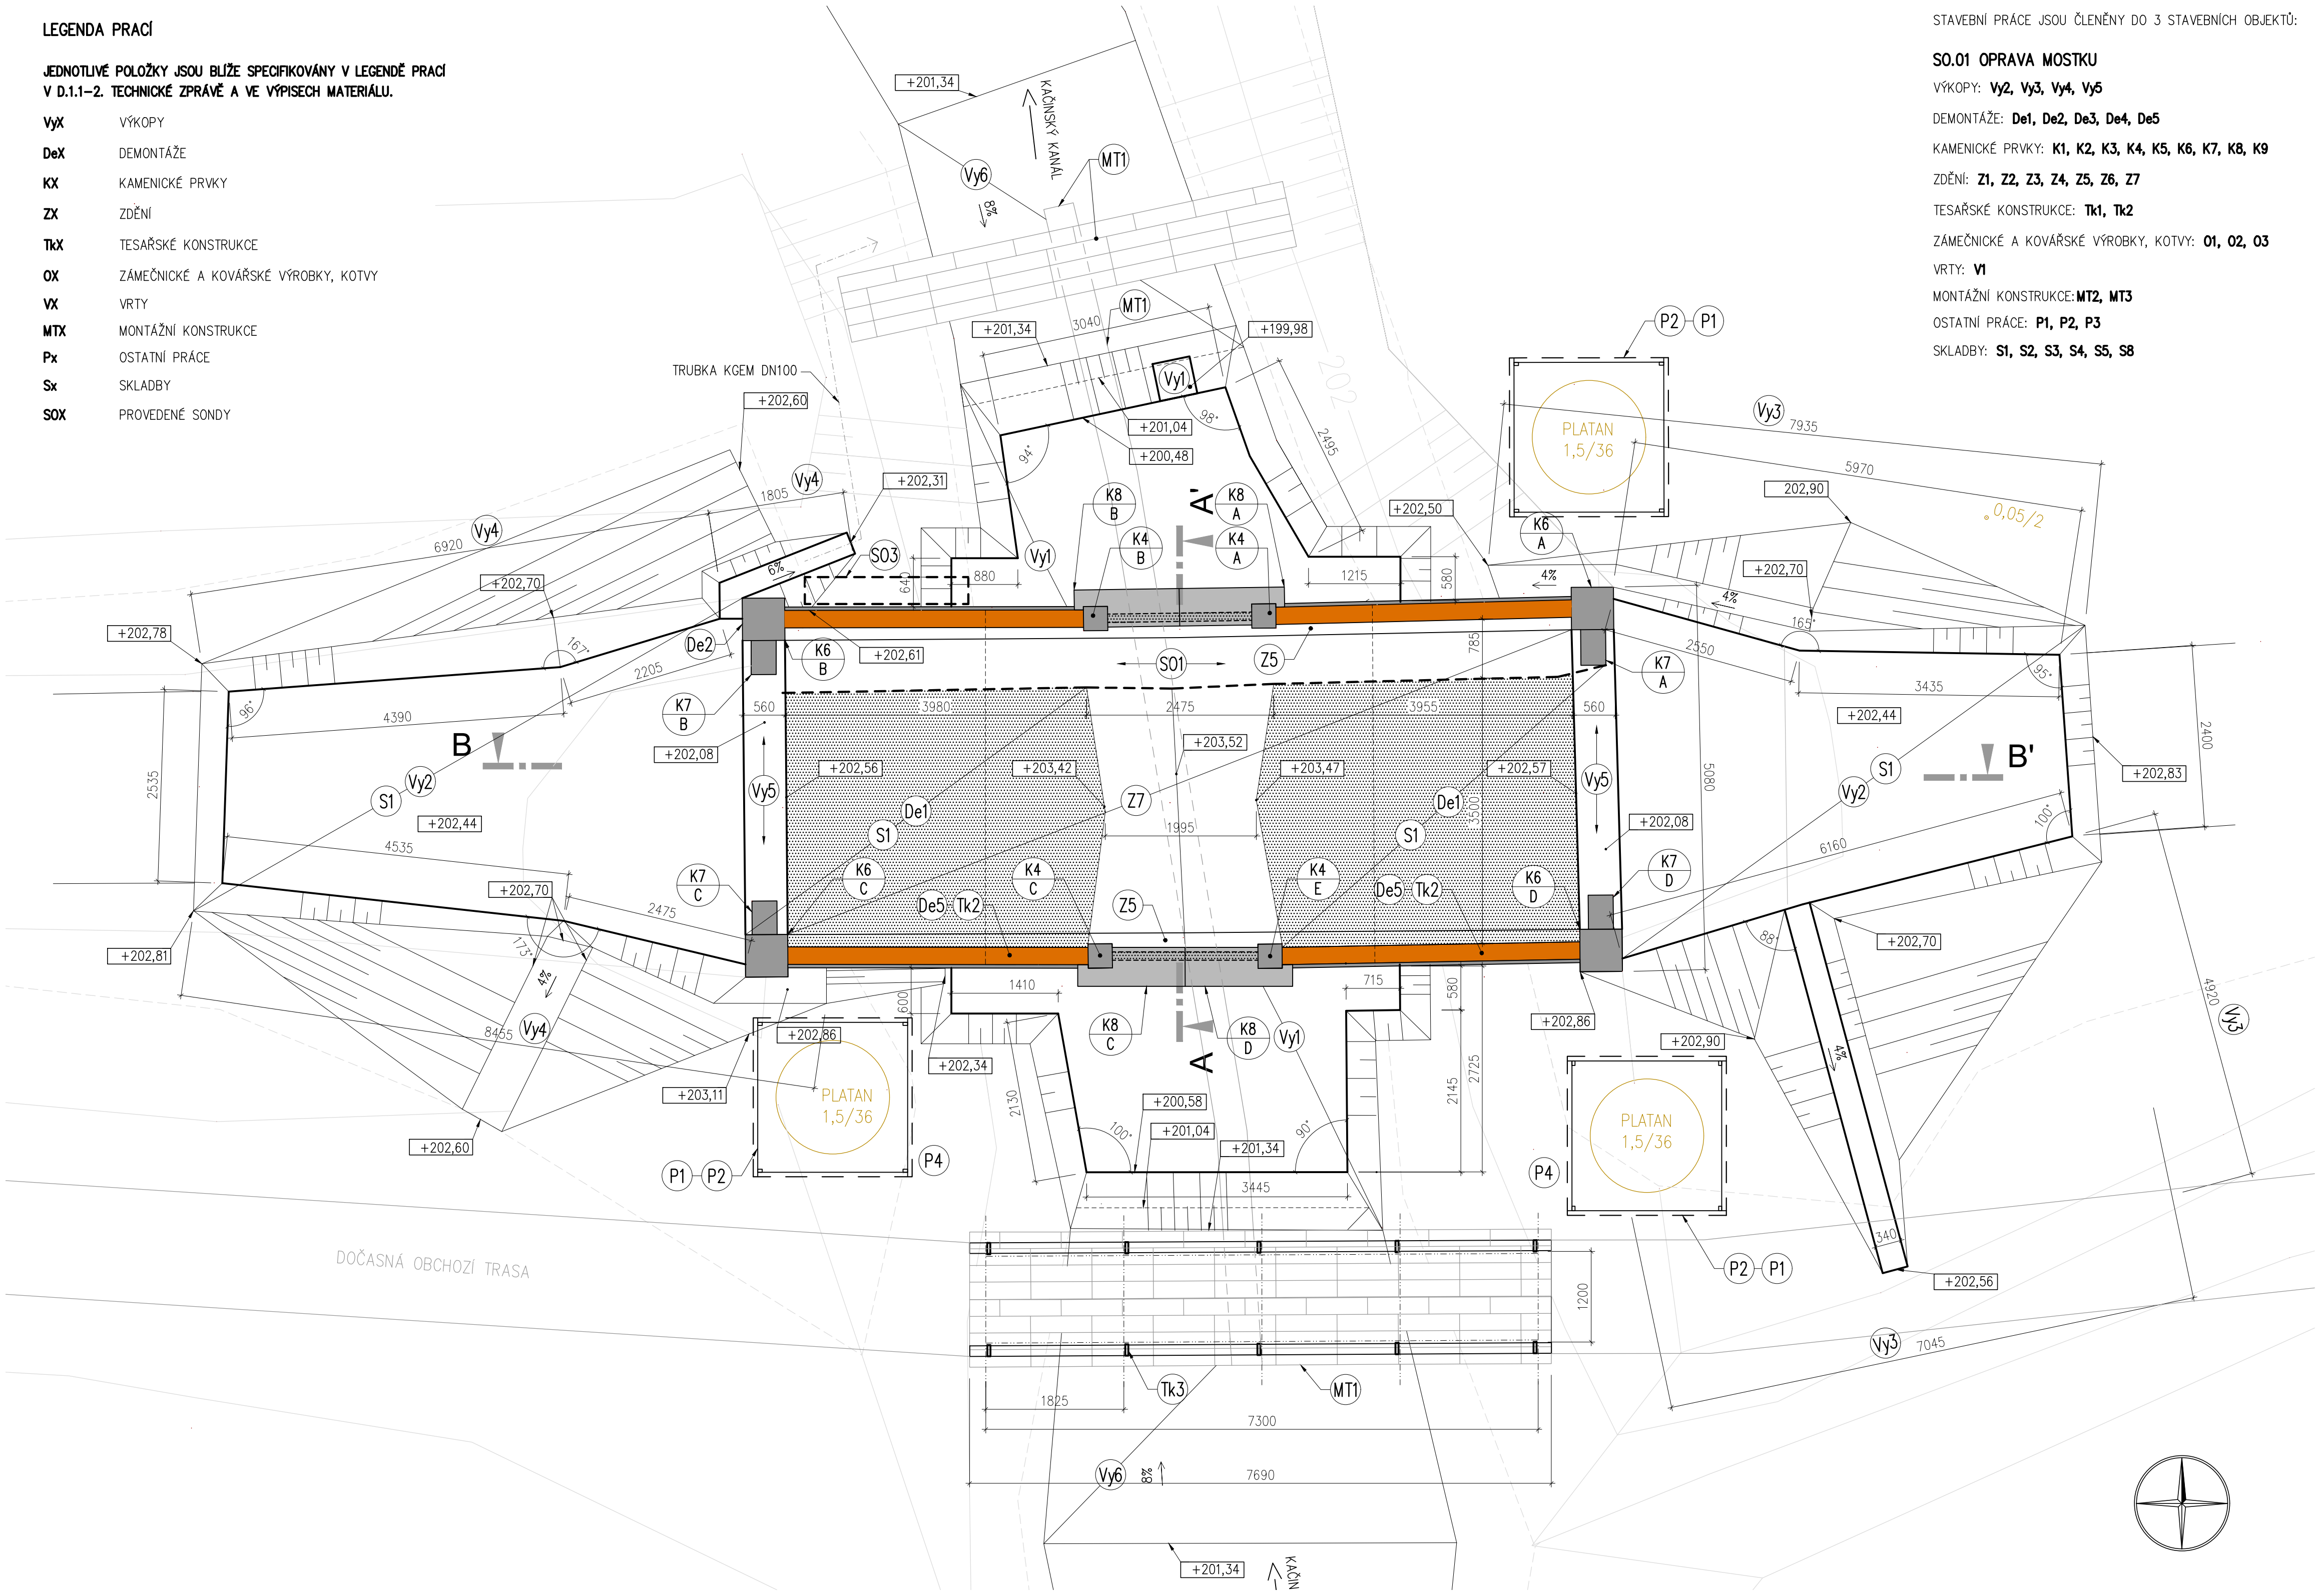 LEGENDA PRACÍ
JEDNOTLIVÉ POLOŽKY JSOU BLÍŽE SPECIFIKOVÁNY V LEGENDĚ PRACÍ
V D.1.1-2. TECHNICKÉ ZPRÁVĚ A VE VÝPISECH MATERIÁLU.
VyX VÝKOPY
DeX DEMONTÁŽE
KX KAMENICKÉ PRVKY
ZX ZDĚNÍ
TkX TESAŘSKÉ KONSTRUKCE
OX ZÁMEČNICKÉ A KOVÁŘSKÉ VÝROBKY, KOTVY
VX VRTY
MTX MONTÁŽNÍ KONSTRUKCE
Px OSTATNÍ PRÁCE
Sx SKLADBY
SOX PROVEDENÉ SONDY
STAVEBNÍ PRÁCE JSOU ČLENĚNY DO 3 STAVEBNÍCH OBJEKTŮ:
SO.01 OPRAVA MOSTKU
VÝKOPY: Vy2, Vy3, Vy4, Vy5
DEMONTÁŽE: De1, De2, De3, De4, De5
KAMENICKÉ PRVKY: K1, K2, K3, K4, K5, K6, K7, K8, K9
ZDĚNÍ: Z1, Z2, Z3, Z4, Z5, Z6, Z7
TESAŘSKÉ KONSTRUKCE: Tk1, Tk2
ZÁMEČNICKÉ A KOVÁŘSKÉ VÝROBKY, KOTVY: O1, O2, O3
VRTY: V1
MONTÁŽNÍ KONSTRUKCE: MT2, MT3
OSTATNÍ PRÁCE: P1, P2, P3
SKLADBY: S1, S2, S3, S4, S5, S8
+201,34
KAČINSKÝ KANÁL
MT1
Vy6
8%
MT1
+201,34
3040
+199,98
Vy1
TRUBKA KGEM DN100
+202,60
202
P2
P1
PLATAN
1,5/36
Vy3
7935
5970
98°
94°
+201,04
+200,48
2495
1805
Vy4
+202,31
Vy4
6920
K8
B
A'
K8
A
+202,50
K6
A
202,90
0,05/2
K4
B
K4
A
Vy1
SO3
6%
640
880
1215
580
4%
+202,70
+202,70
4%
+202,78
167°
De2
2205
K6
B
+202,61
SO1
Z5
785
K7
A
2550
165°
95°
96°
4390
K7
B
560
3980
2475
3955
560
3435
+202,44
2400
B
+202,08
+203,52
B'
2535
S1
Vy2
Vy5
+202,56
+203,42
+203,47
+202,57
Vy5
5080
Vy2
S1
+202,83
Z7
De1
De1
3500
+202,44
S1
1995
S1
+202,08
100°
4535
6160
K7
C
K6
C
K4
C
K4
E
K6
D
K7
D
+202,70
De5
Tk2
Z5
De5
Tk2
2475
173°
88°
+202,70
+202,81
4%
1410
600
715
580
8455
Vy4
+202,86
K8
C
A
K8
D
Vy1
+202,86
+202,90
4%
4920
Vy3
+202,34
+203,11
PLATAN
1,5/36
2130
+200,58
+201,04
+201,34
2145
2725
PLATAN
1,5/36
+202,60
100°
90°
P1
P2
P4
P4
3445
340
DOČASNÁ OBCHOZÍ TRASA
P2
P1
+202,56
1200
Vy3
7045
1825
Tk3
MT1
7300
7690
Vy6
8%
+201,34
KAČIN